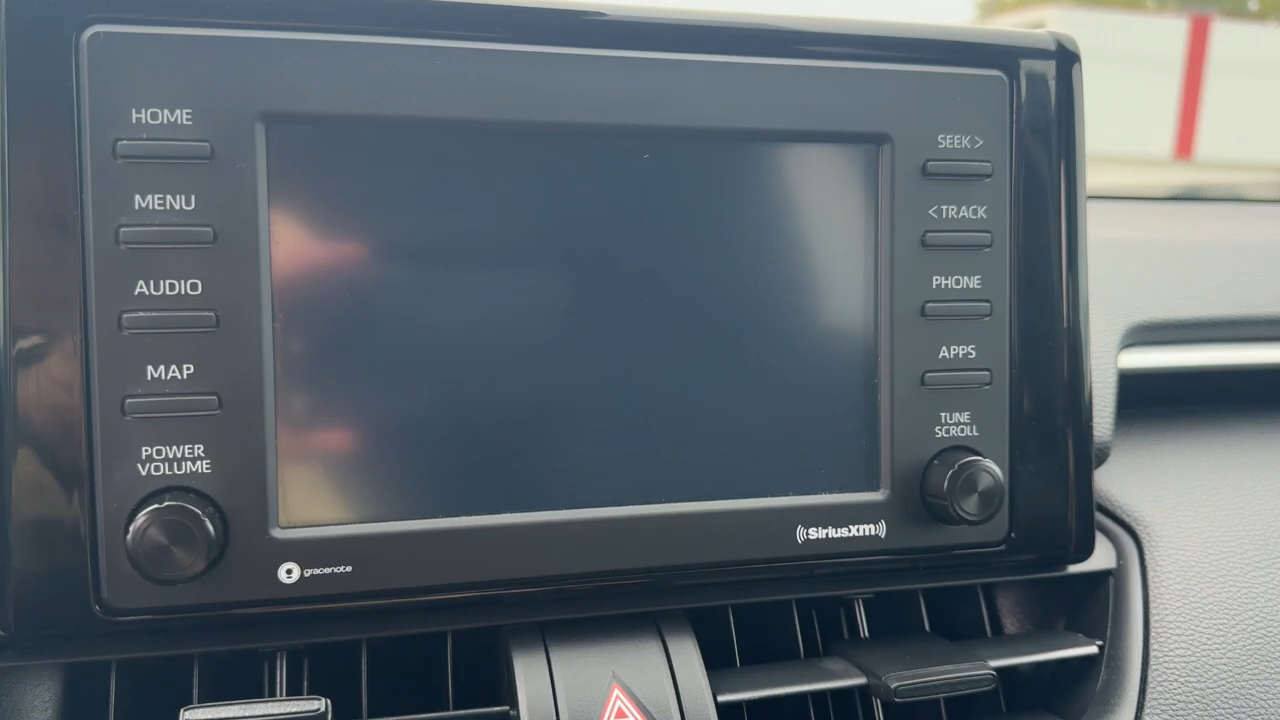 HOME
MENU
AUDIO
MAP
POWER
VOLUME
gracenote
SEEK >
< TRACK
PHONE
APPS
TUNE
SCROLL
((SiriusXM))